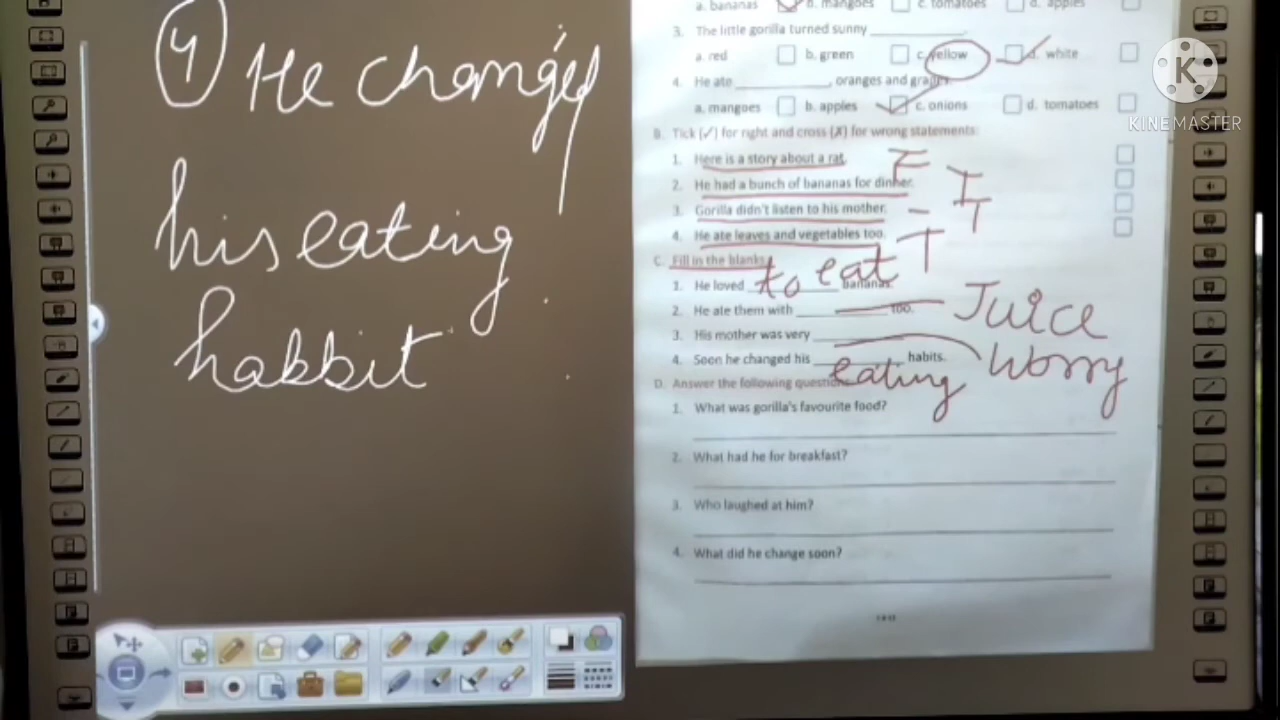 4 He changed
his eating
habbit
a. bananas b. mangoes c. tomatoes d. apples
3. The little gorilla turned sunny __________.
a. red b. green c. yellow d. white
4. He ate __________, oranges and grapes.
a. mangoes b. apples c. onions d. tomatoes
B. Tick (✓) for right and cross (✗) for wrong statements:
1. Here is a story about a rat. F
2. He had a bunch of bananas for dinner. T
3. Gorilla didn't listen to his mother. T
4. He ate leaves and vegetables too. T
C. Fill in the blanks:
1. He loved to eat bananas.
2. He ate them with __________ too. Juice
3. His mother was very __________ Worry
4. Soon he changed his eating habits.
D. Answer the following questions:
1. What was gorilla's favourite food?
2. What had he for breakfast?
3. Who laughed at him?
4. What did he change soon?
K
KINEMASTER